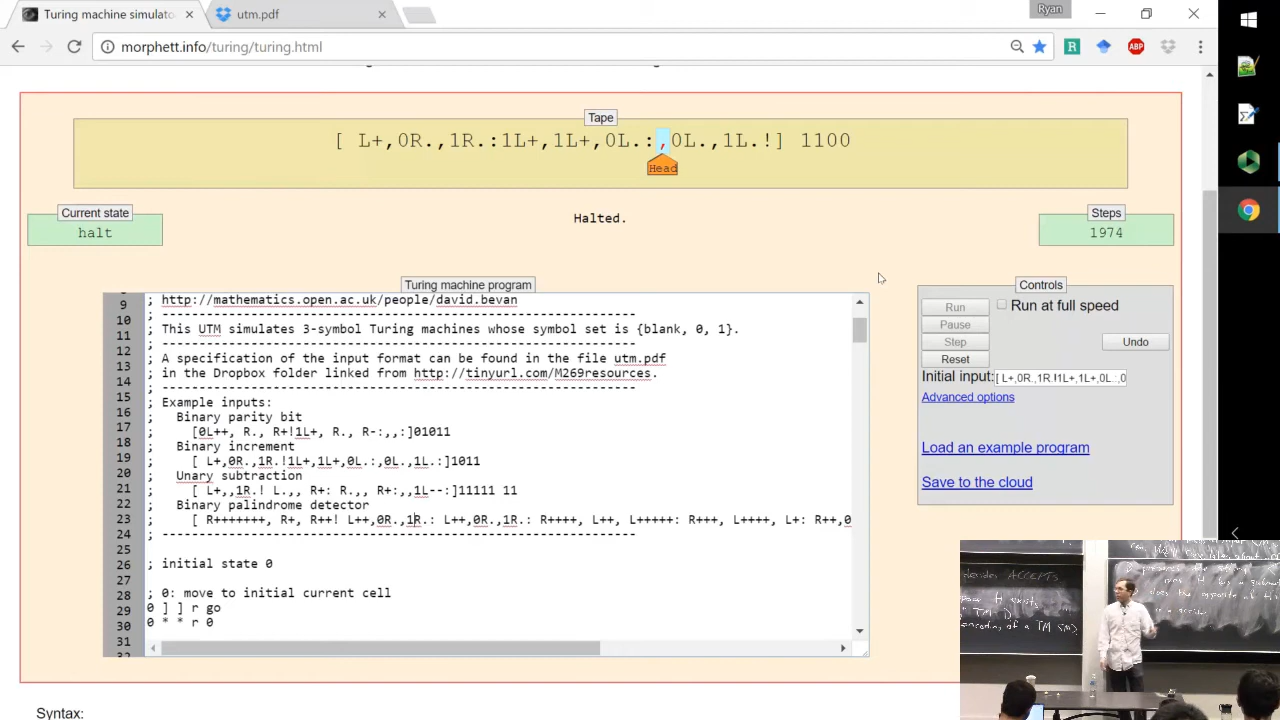 Turing machine simulato
utm.pdf
Ryan
morphett.info/turing/turing.html
Tape
[ L+,0R.,1R.:1L+,1L+,0L.:,0L.,1L.!] 1100
Head
Halted.
Current state
halt
Steps
1974
Turing machine program
9 ; http://mathematics.open.ac.uk/people/david.bevan
10 ; ----------------------------------------------------------------
11 ; This UTM simulates 3-symbol Turing machines whose symbol set is {blank, 0, 1}.
12 ; ----------------------------------------------------------------
13 ; A specification of the input format can be found in the file utm.pdf
14 ; in the Dropbox folder linked from http://tinyurl.com/M269resources.
15 ; ----------------------------------------------------------------
16 ; Example inputs:
17 ; Binary parity bit
18 ; [0L++, R., R+!1L+, R., R-:,,:]01011
19 ; Binary increment
20 ; [ L+,0R.,1R.!1L+,1L+,0L.:,0L.,1L.:]1011
21 ; Unary subtraction
22 ; [ L+,,1R.! L.,, R+: R.,, R+:,,1L--:]11111 11
23 ; Binary palindrome detector
24 ; [ R+++++++, R+, R++! L++,0R.,1R.: L++,0R.,1R.: R++++, L++, L+++++: R+++, L++++, L+: R++,0
25 ; ----------------------------------------------------------------
26
27 ; initial state 0
28
29 ; 0: move to initial current cell
30 0 ] ] r go
31 0 * * r 0
Controls
Run
Run at full speed
Pause
Step
Undo
Reset
Initial input: [ L+,0R.,1R.!1L+,1L+,0L.:,0
Advanced options
Load an example program
Save to the cloud
Syntax:
decides ACCEPTS
H exists
TM D
encoding of a TM